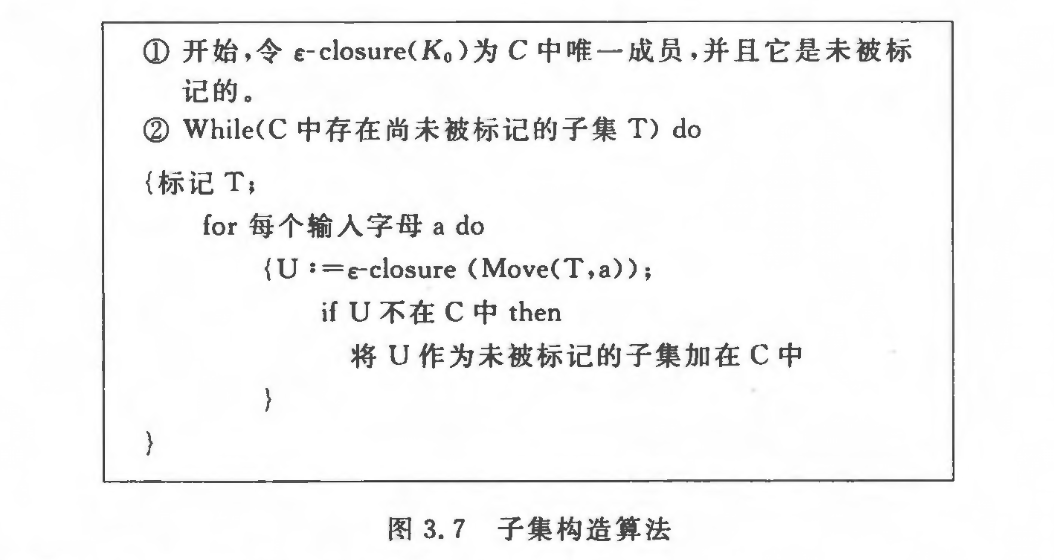 ① 开始,令 ε-closure(K₀)为 C 中唯一成员,并且它是未被标
记的。
② While(C 中存在尚未被标记的子集 T) do
{标记 T;
for 每个输入字母 a do
{U :=ε-closure (Move(T,a));
if U 不在 C 中 then
将 U 作为未被标记的子集加在 C 中
}
}
图 3.7 子集构造算法